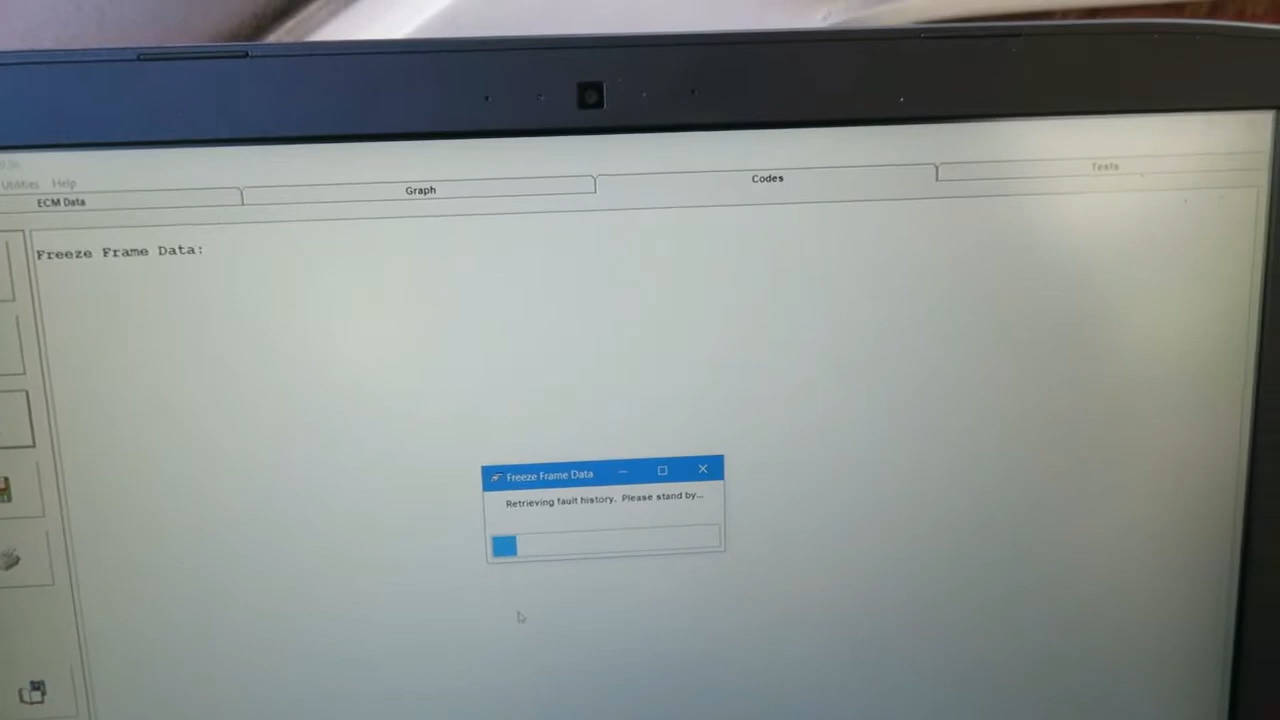 Utilities Help
ECM Data
Graph
Codes
Tests
Freeze Frame Data:
Freeze Frame Data
Retrieving fault history. Please stand by...